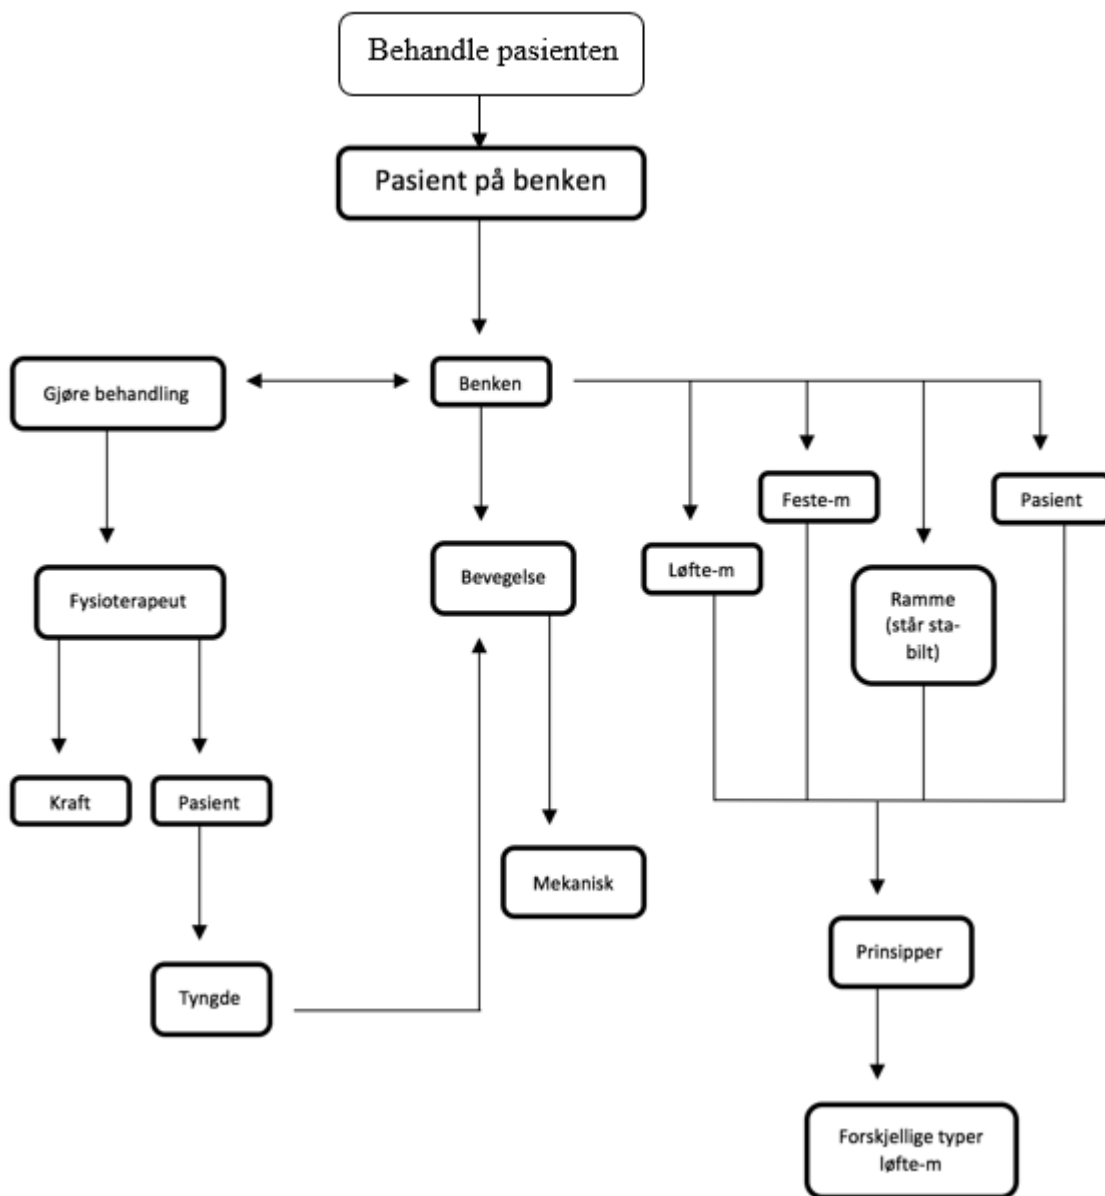 Behandle pasienten
Pasient på benken
Gjøre behandling
Benken
Feste-m
Pasient
Løfte-m
Bevegelse
Ramme
(står sta-
bilt)
Fysioterapeut
Kraft
Pasient
Mekanisk
Prinsipper
Tyngde
Forskjellige typer
løfte-m